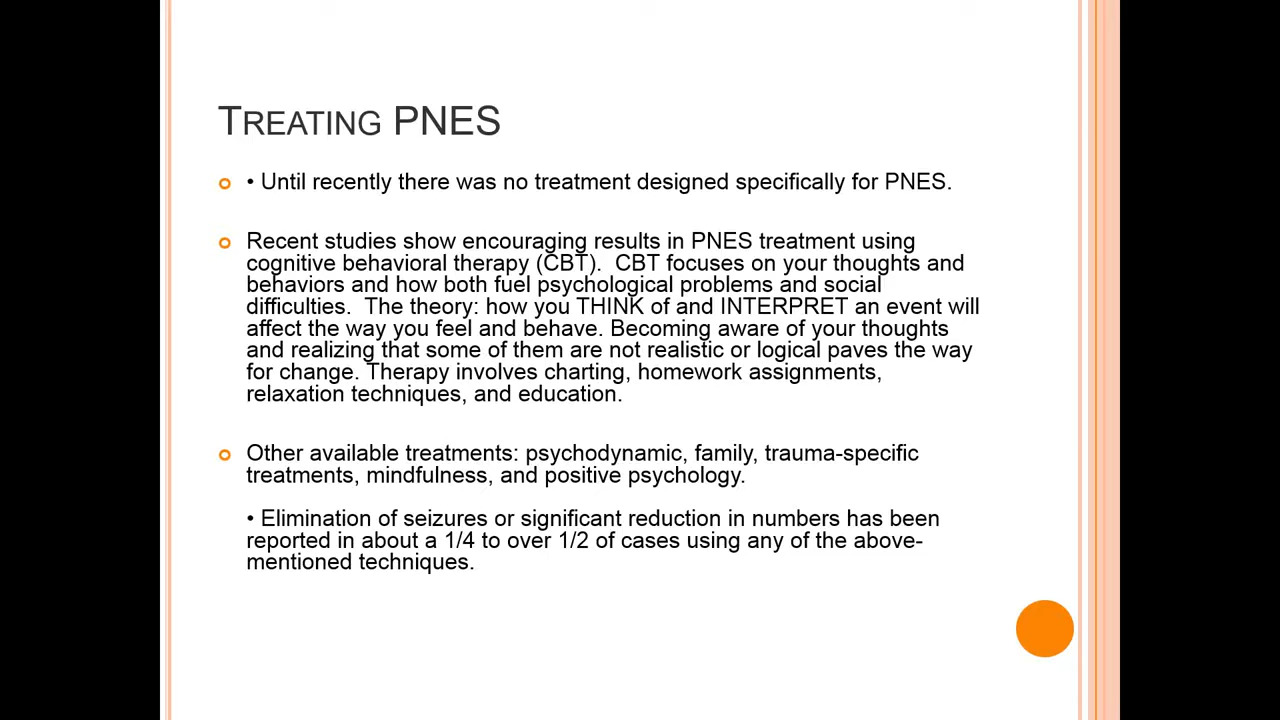 TREATING PNES
• Until recently there was no treatment designed specifically for PNES.
Recent studies show encouraging results in PNES treatment using
cognitive behavioral therapy (CBT).  CBT focuses on your thoughts and
behaviors and how both fuel psychological problems and social
difficulties.  The theory: how you THINK of and INTERPRET an event will
affect the way you feel and behave. Becoming aware of your thoughts
and realizing that some of them are not realistic or logical paves the way
for change. Therapy involves charting, homework assignments,
relaxation techniques, and education.
Other available treatments: psychodynamic, family, trauma-specific
treatments, mindfulness, and positive psychology.
• Elimination of seizures or significant reduction in numbers has been
reported in about a 1/4 to over 1/2 of cases using any of the above-
mentioned techniques.